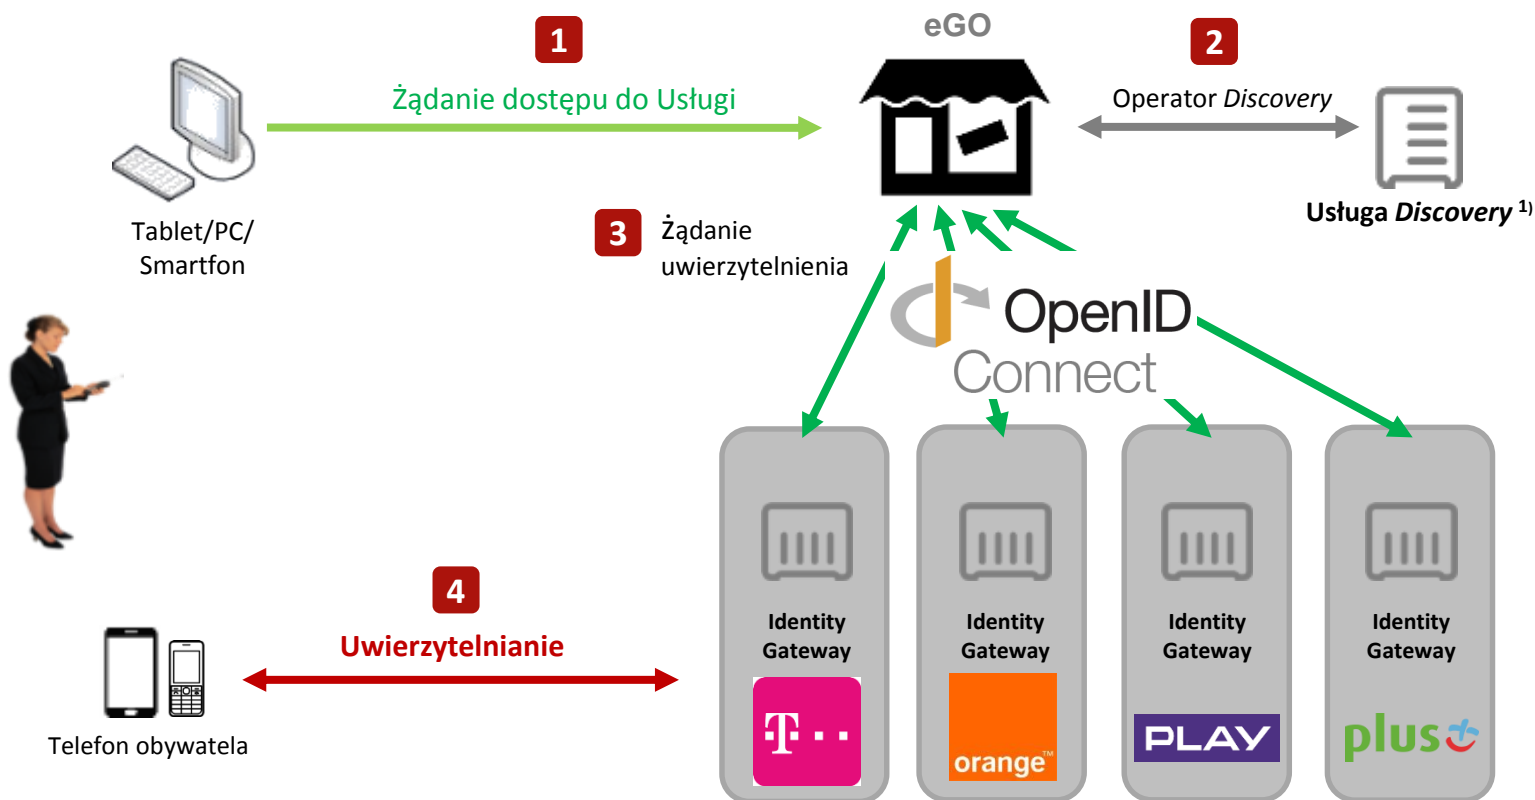 1
eGO
2
Żądanie dostępu do Usługi
Operator Discovery
Tablet/PC/
Smartfon
Usługa Discovery 1)
3
Żądanie
uwierzytelnienia
OpenID
Connect
4
Uwierzytelnianie
Telefon obywatela
Identity
Gateway
T
Identity
Gateway
orange™
Identity
Gateway
PLAY
Identity
Gateway
plus